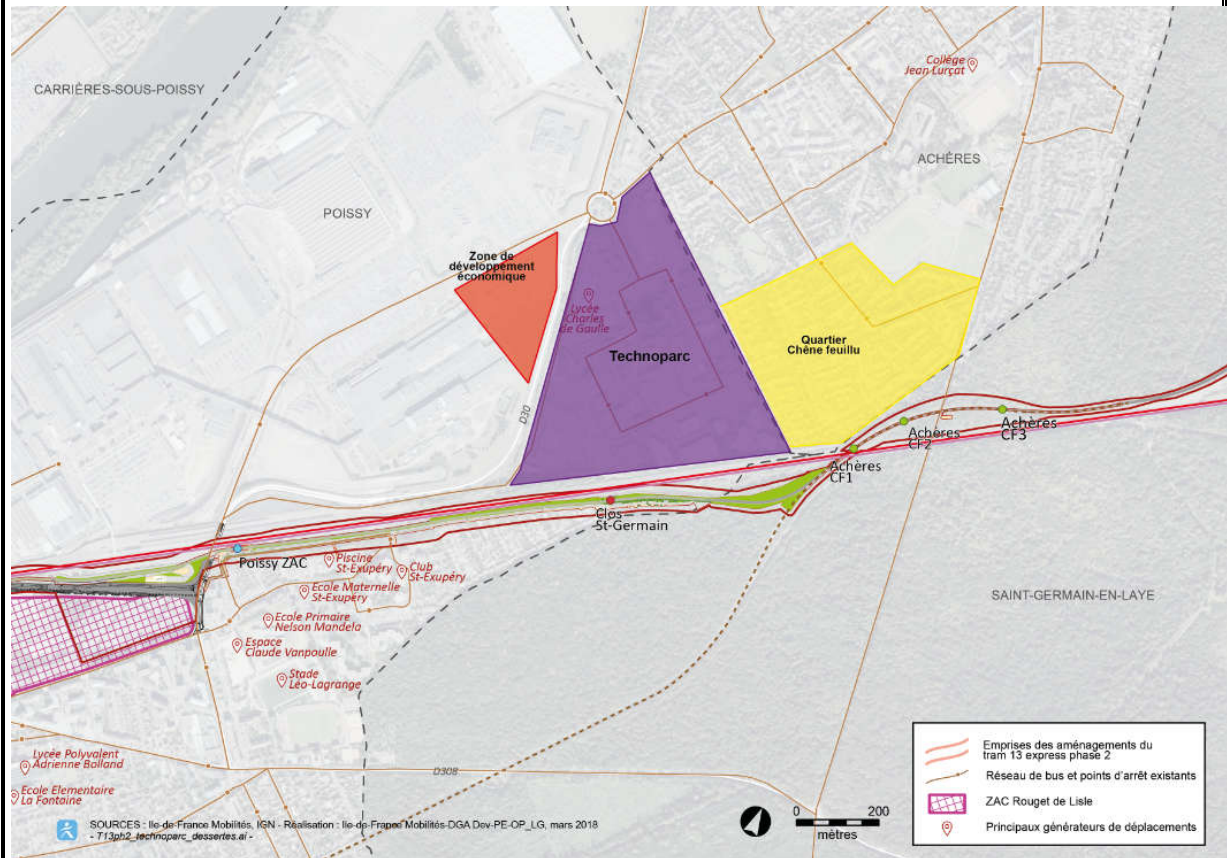 Collège
Jean Lurçat
CARRIÈRES-SOUS-POISSY
ACHÈRES
POISSY
Zone de
développement
économique
Lycée
Charles
de Gaulle
Technoparc
Quartier
Chêne feuillu
D30
Achères
CF3
Achères
CF2
Achères
CF1
Clos
St-Germain
Poissy ZAC
Piscine
St-Exupéry
Club
St-Exupéry
Ecole Maternelle
St-Exupéry
SAINT-GERMAIN-EN-LAYE
Ecole Primaire
Nelson Mandela
Espace
Claude Vanpoulle
Stade
Léo-Lagrange
Lycée Polyvalent
Adrienne Bolland
Ecole Elementaire
La Fontaine
D308
Emprises des aménagements du
tram 13 express phase 2
Réseau de bus et points d'arrêt existants
ZAC Rouget de Lisle
Principaux générateurs de déplacements
0 200
mètres
SOURCES : Ile-de-France Mobilités, IGN - Réalisation : Ile-de-France Mobilités-DGA Dev-PE-OP_LG, mars 2018
- T13ph2_technoparc_dessertes.ai -